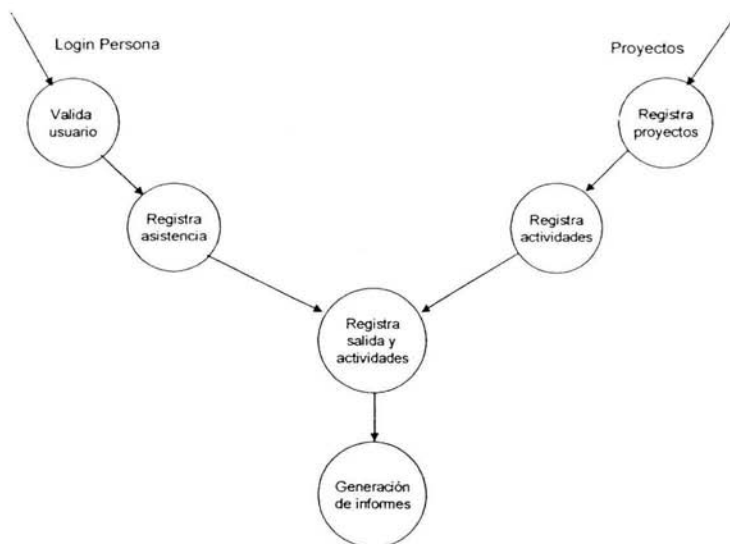 Login Persona
Proyectos
Valida
usuario
Registra
proyectos
Registra
asistencia
Registra
actividades
Registra
salida y
actividades
Generación
de informes